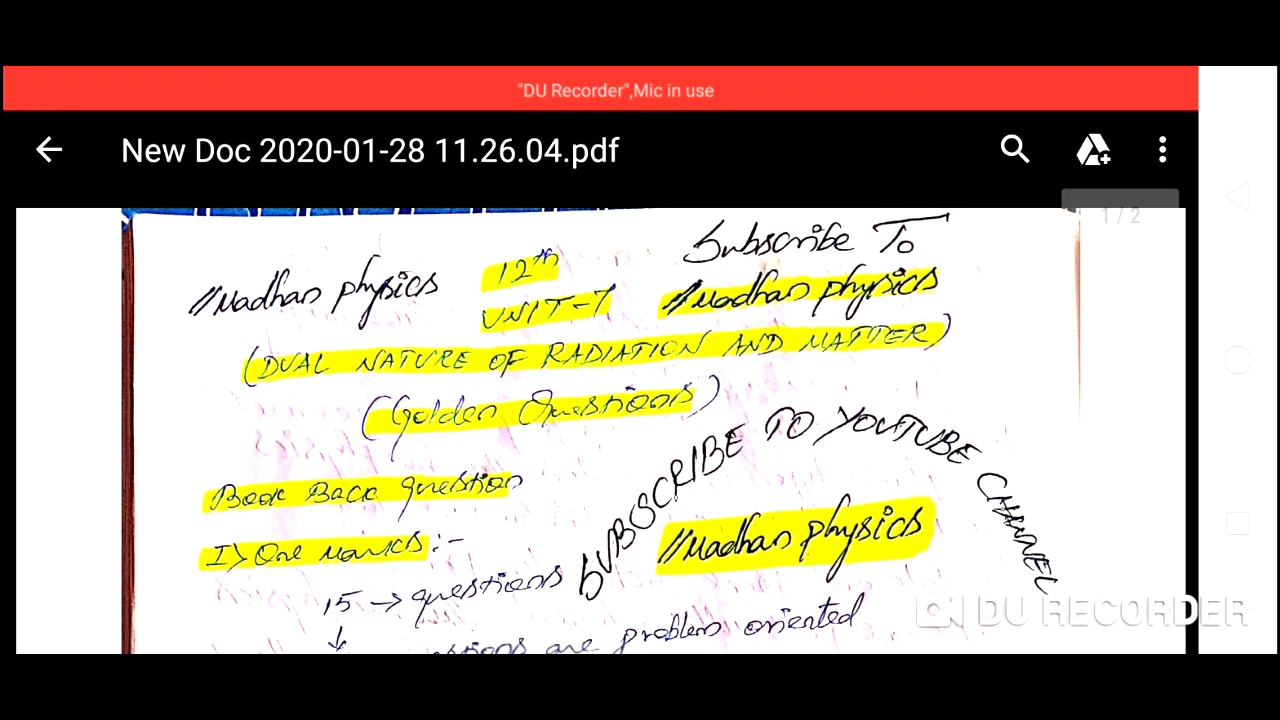 "DU Recorder",Mic in use
New Doc 2020-01-28 11.26.04.pdf
1 / 2
Madhan physics 12th Subscribe To
UNIT-7 Madhan physics
(DUAL NATURE OF RADIATION AND MATTER)
(Golden Questions)
SUBSCRIBE TO YOUTUBE CHANNEL
Book Back question
Madhan physics
I> One marks:-
15 → questions
are problem oriented
DU RECORDER